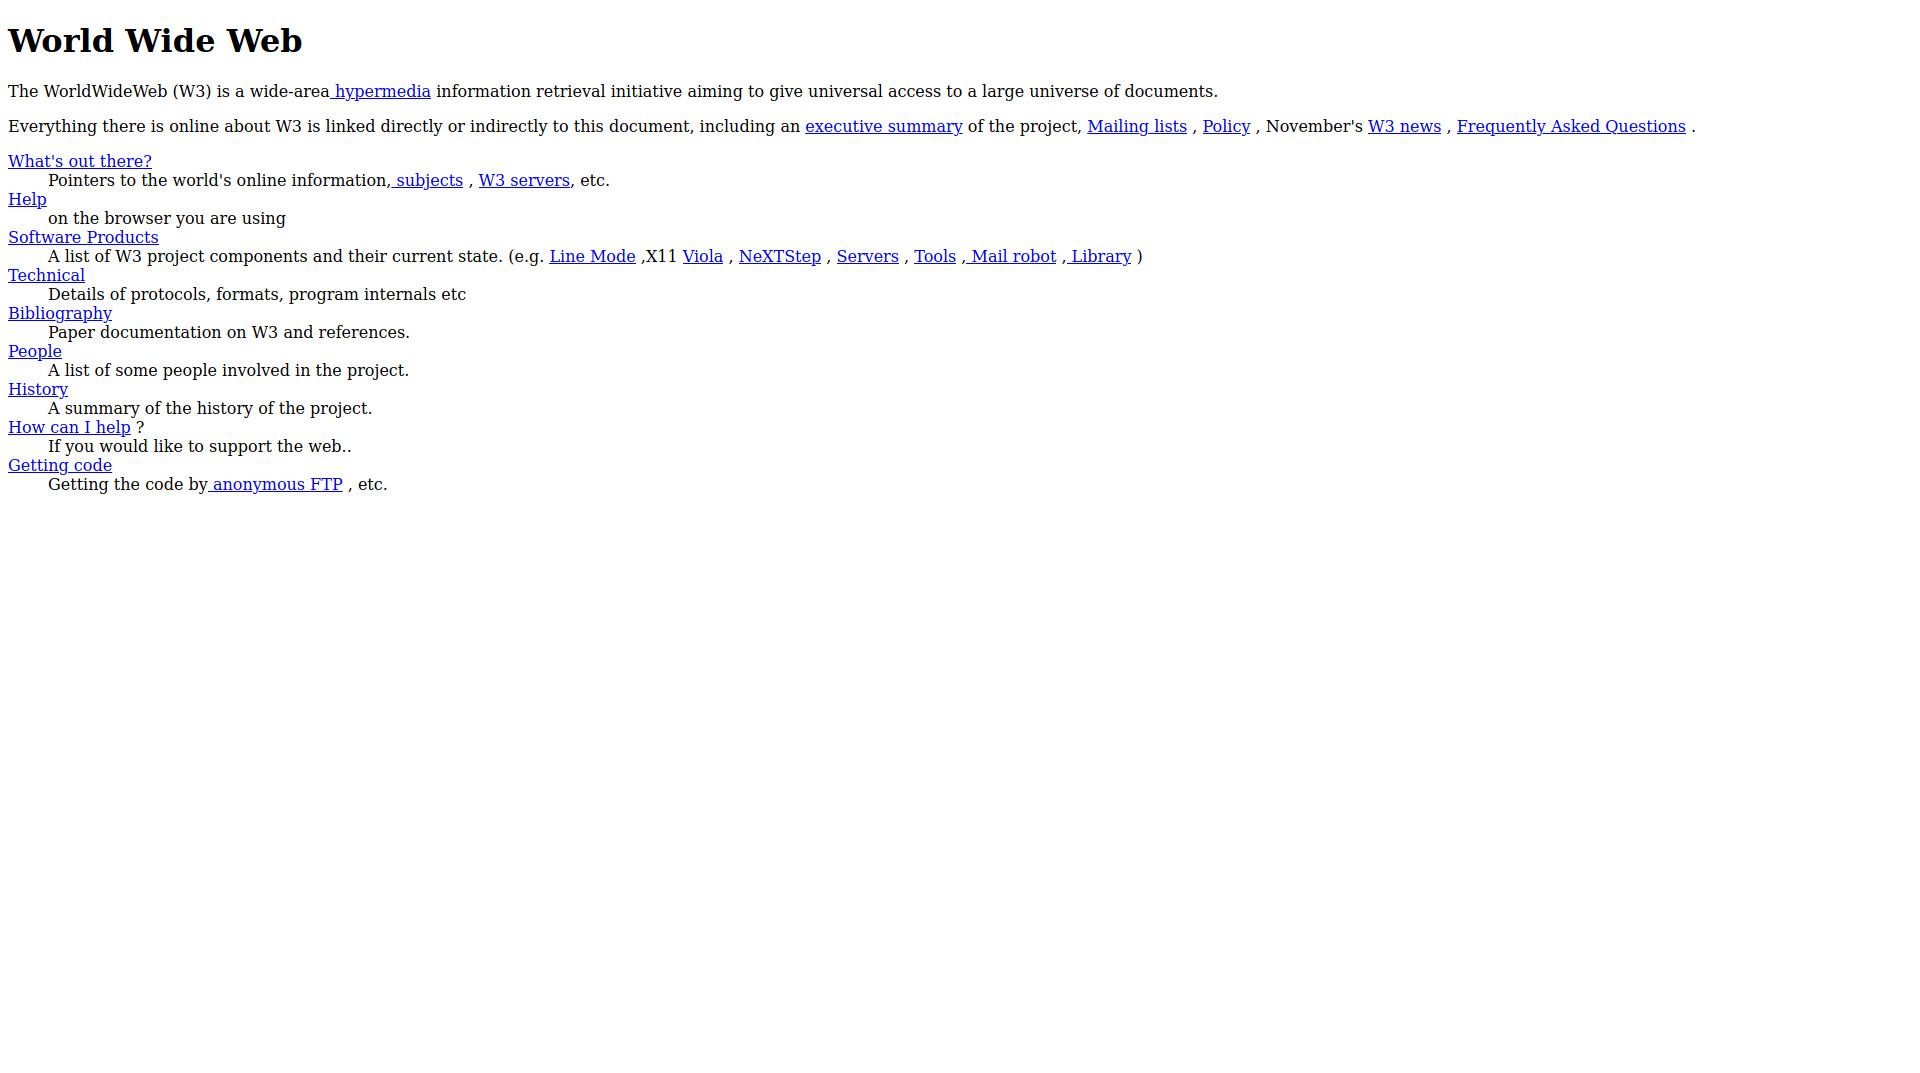 World Wide Web
The WorldWideWeb (W3) is a wide-area hypermedia information retrieval initiative aiming to give universal access to a large universe of documents.
Everything there is online about W3 is linked directly or indirectly to this document, including an executive summary of the project, Mailing lists , Policy , November's W3 news , Frequently Asked Questions .
What's out there?
Pointers to the world's online information, subjects , W3 servers, etc.
Help
on the browser you are using
Software Products
A list of W3 project components and their current state. (e.g. Line Mode ,X11 Viola , NeXTStep , Servers , Tools , Mail robot , Library )
Technical
Details of protocols, formats, program internals etc
Bibliography
Paper documentation on W3 and references.
People
A list of some people involved in the project.
History
A summary of the history of the project.
How can I help ?
If you would like to support the web..
Getting code
Getting the code by anonymous FTP , etc.